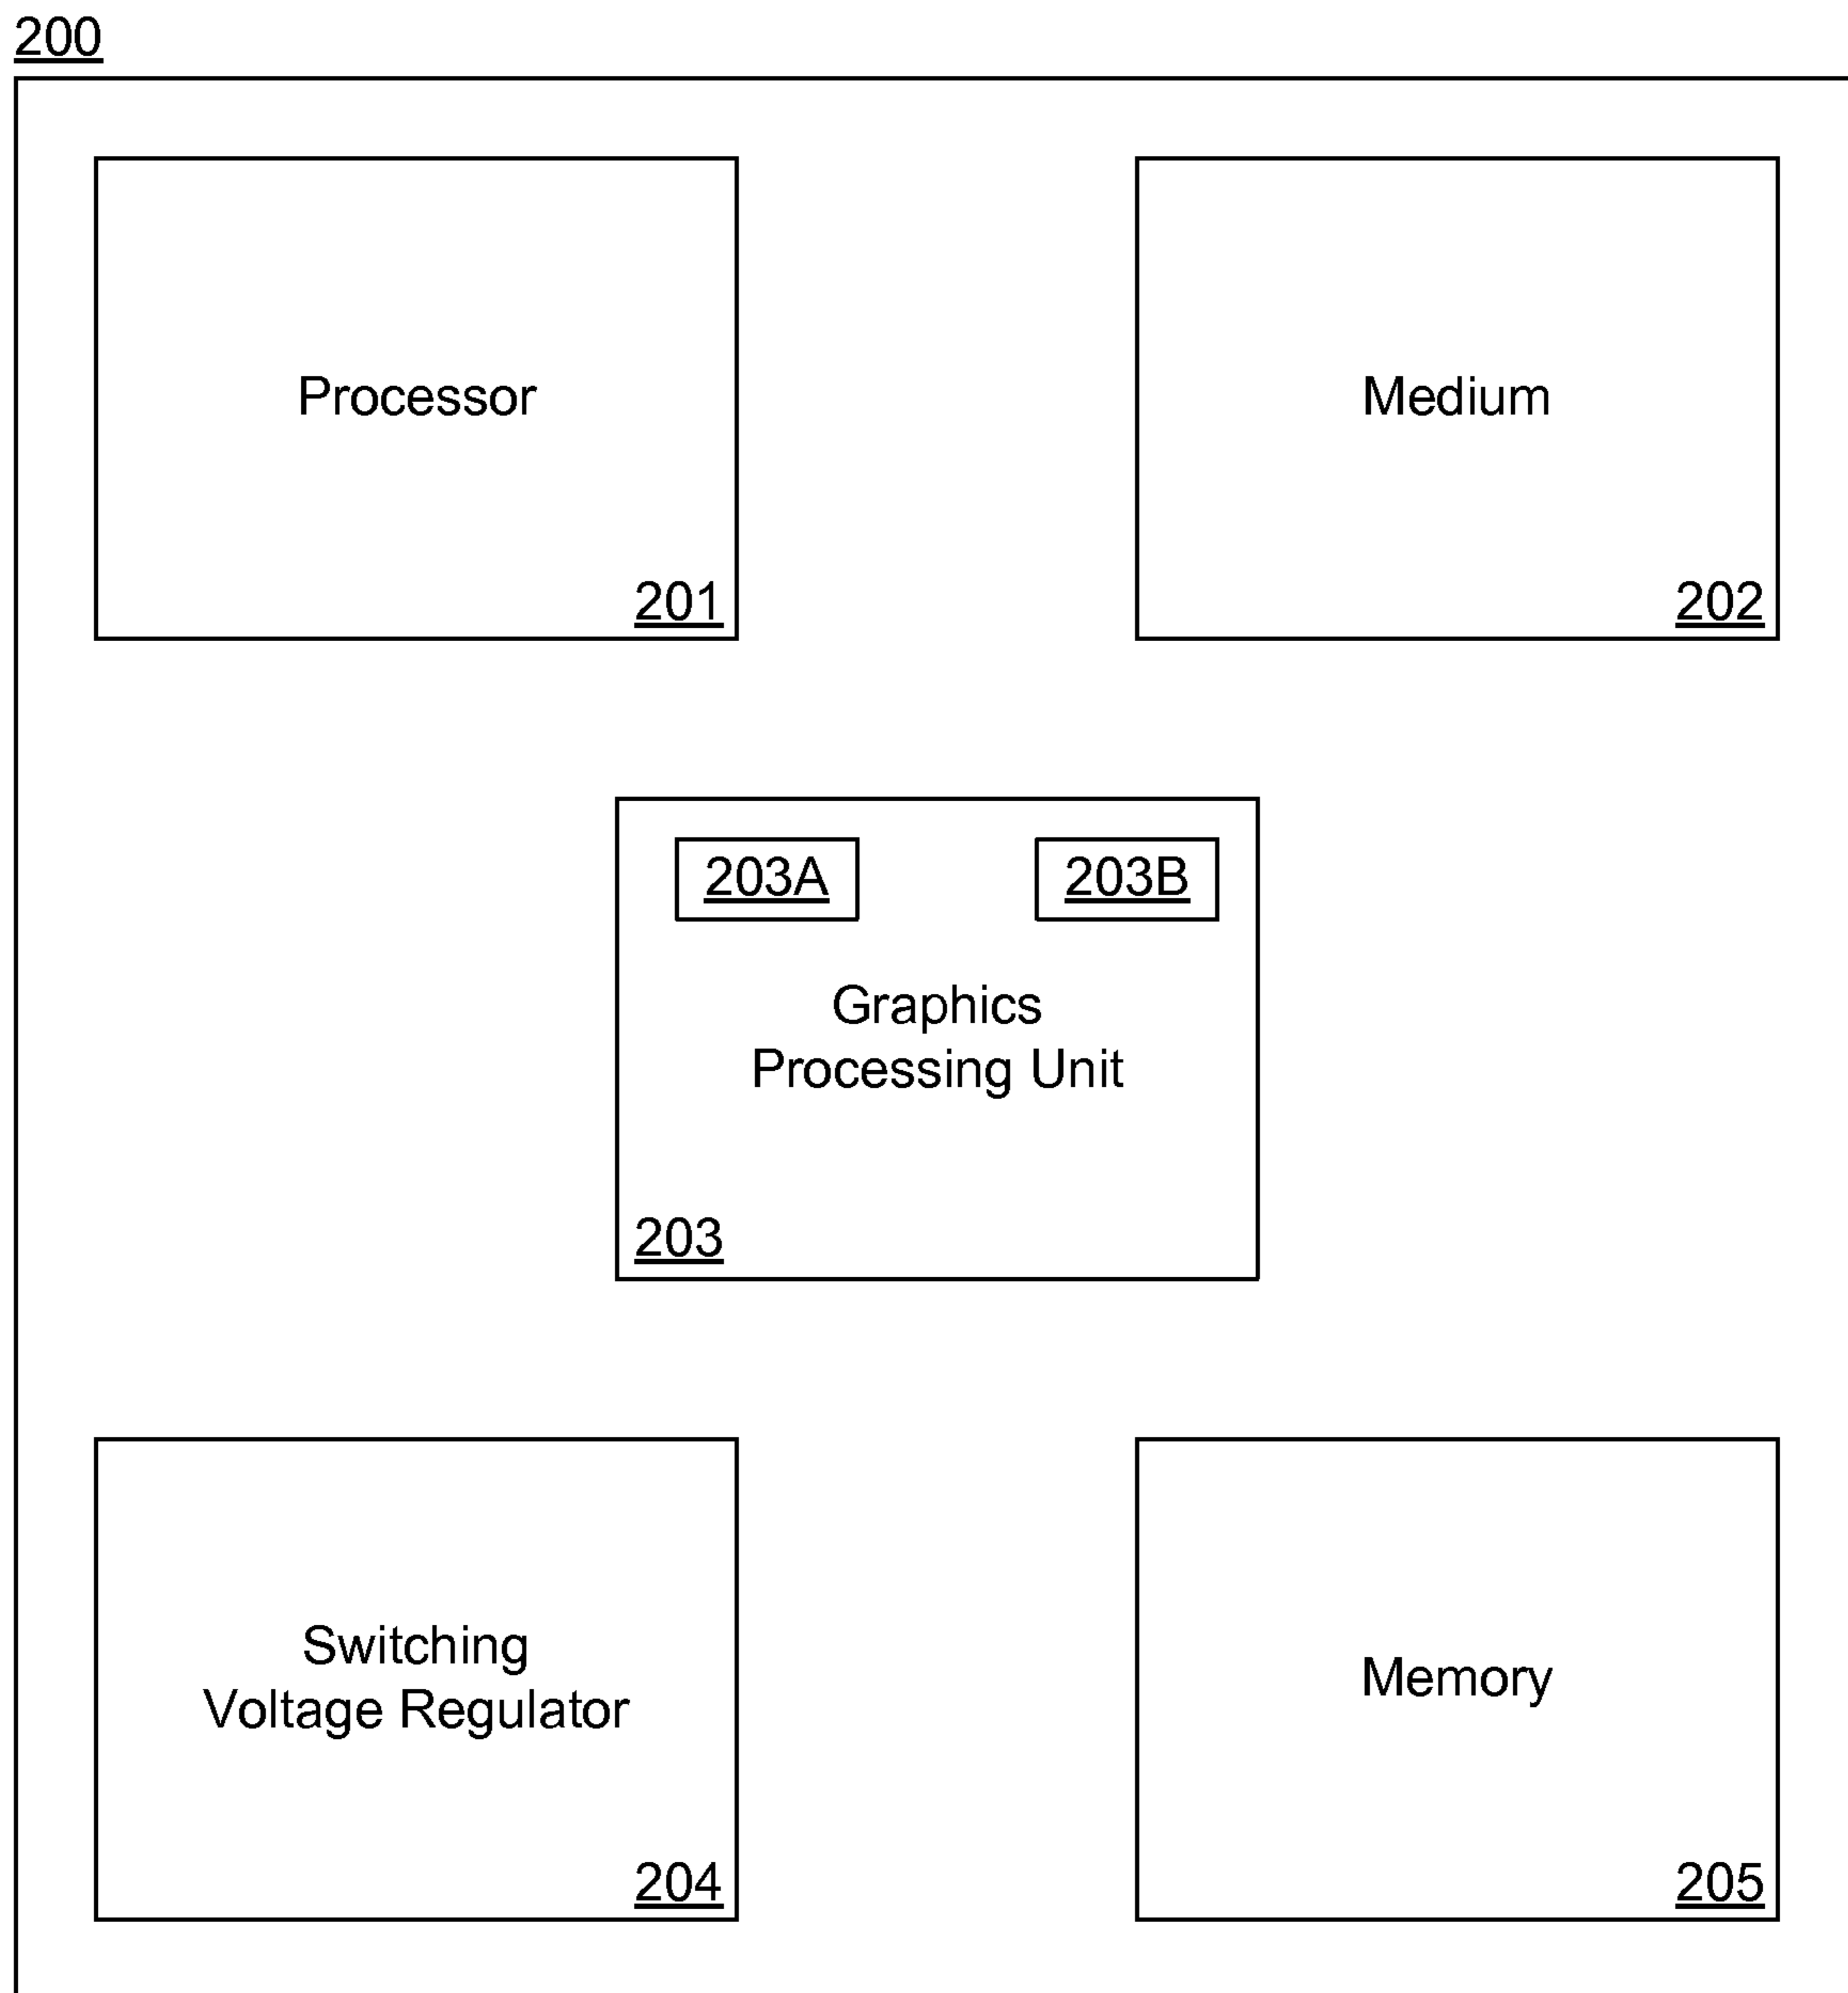 200
Processor
201
Medium
202
203A
203B
Graphics
Processing Unit
203
Switching
Voltage Regulator
204
Memory
205